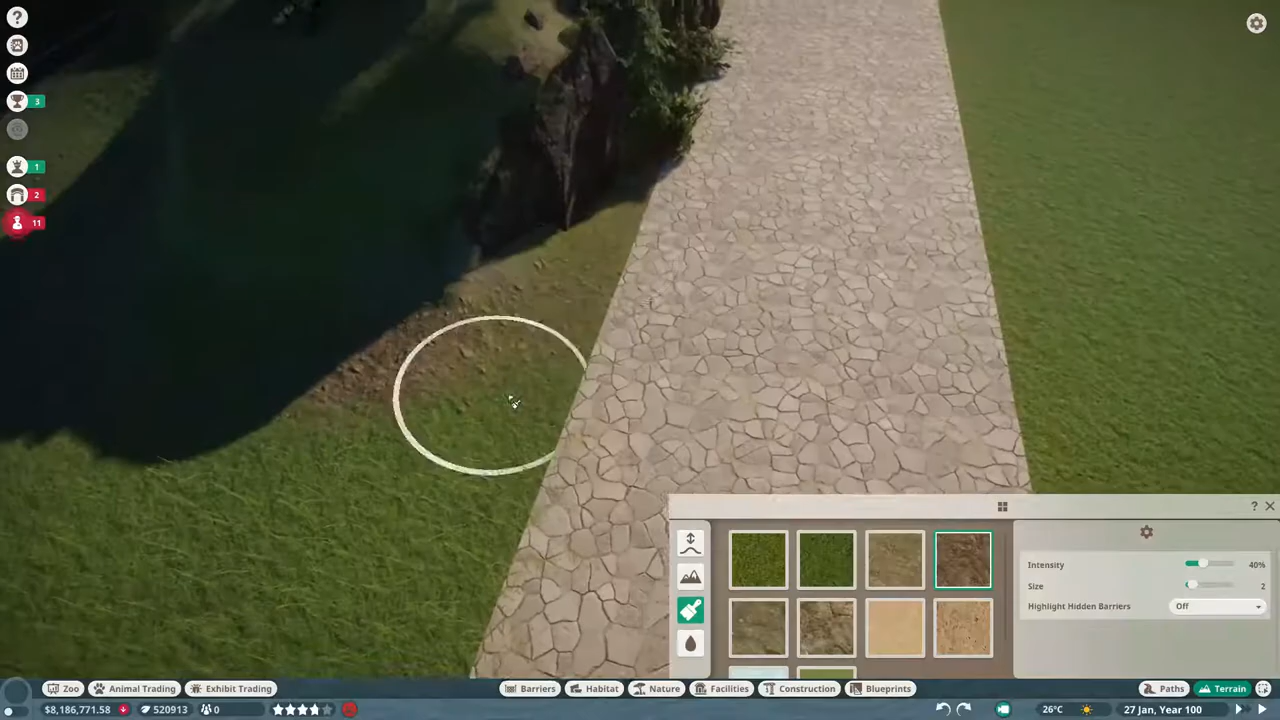 ?
3
1
2
11
?
Intensity 40%
Size 2
Highlight Hidden Barriers Off
Zoo Animal Trading Exhibit Trading Barriers Habitat Nature Facilities Construction Blueprints Paths Terrain
$8,186,771.58 520913 0 26°C 27 Jan, Year 100